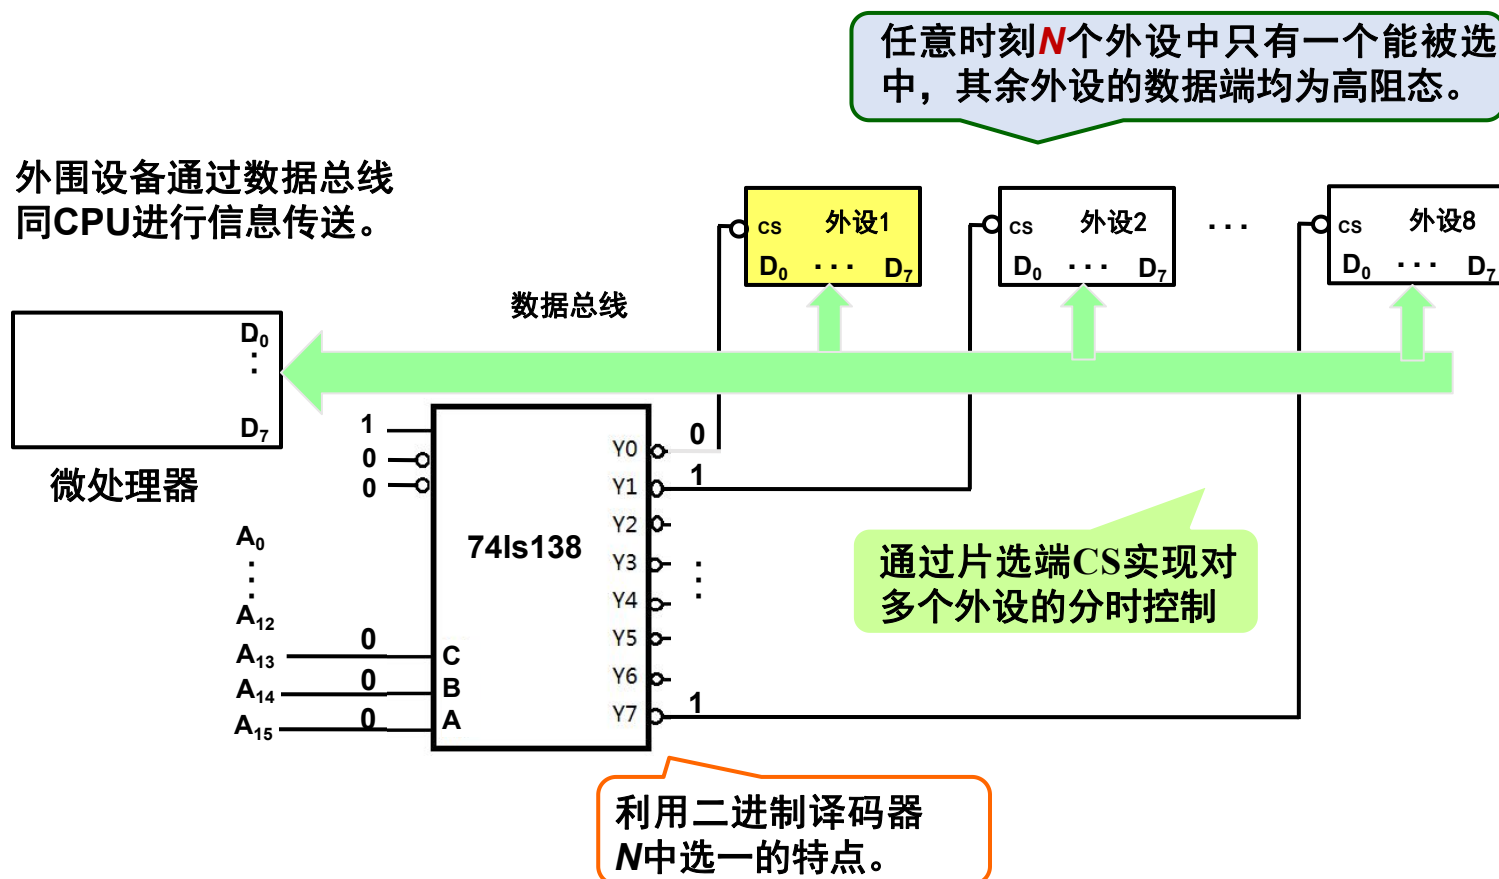 任意时刻N个外设中只有一个能被选
中，其余外设的数据端均为高阻态。
外围设备通过数据总线
同CPU进行信息传送。
CS 外设1
D₀ ··· D₇
CS 外设2
D₀ ··· D₇
···
CS 外设8
D₀ ··· D₇
数据总线
D₀
⋮
D₇
微处理器
1
0
0
74ls138
Y0 0
Y1 1
Y2
Y3
Y4
Y5
Y6
Y7 1
⋮
A₀
⋮
A₁₂
A₁₃ 0 C
A₁₄ 0 B
A₁₅ 0 A
通过片选端CS实现对
多个外设的分时控制
利用二进制译码器
N中选一的特点。